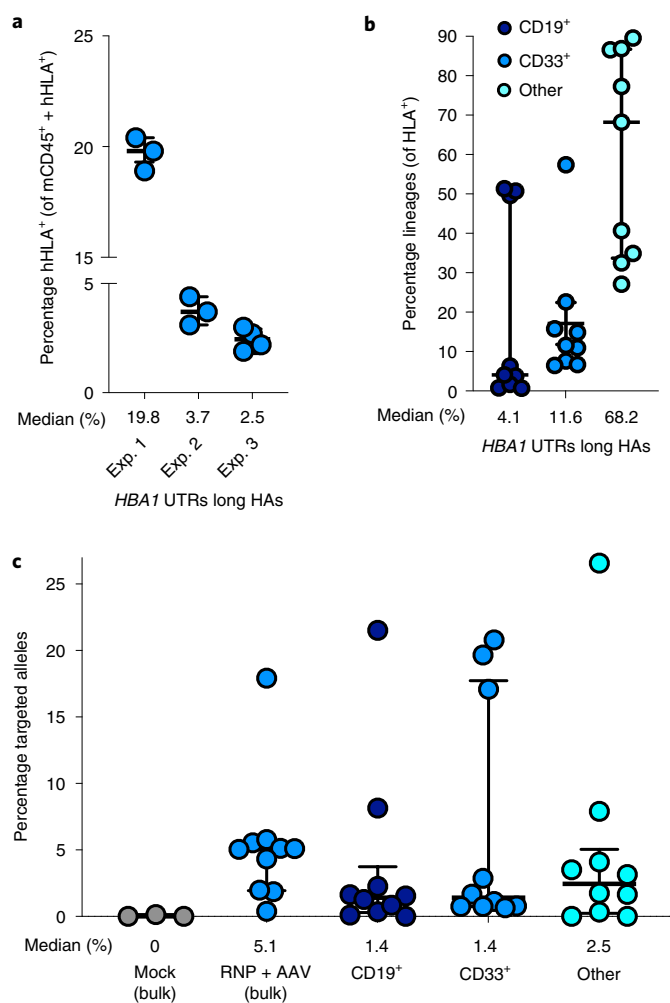 a
Percentage hHLA+ (of mCD45+ + hHLA+)
25
20
15
5
0
Median (%)
19.8
3.7
2.5
Exp. 1
Exp. 2
Exp. 3
HBA1 UTRs long HAs
b
CD19+
CD33+
Other
Percentage lineages (of HLA+)
90
80
70
60
50
40
30
20
10
0
Median (%)
4.1
11.6
68.2
HBA1 UTRs long HAs
c
Percentage targeted alleles
25
20
15
10
5
0
Median (%)
0
5.1
1.4
1.4
2.5
Mock
(bulk)
RNP + AAV
(bulk)
CD19+
CD33+
Other